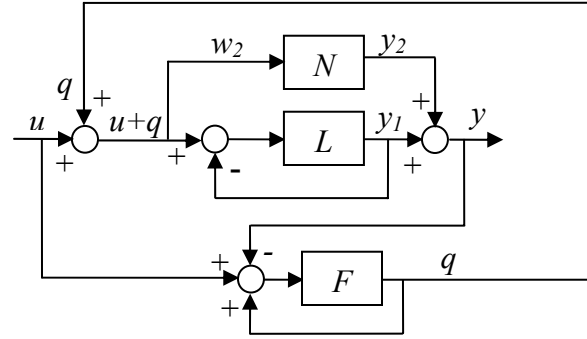 w₂ N y₂
q + +
u u+q L y₁ y
+ + - +
+ - q
F
+